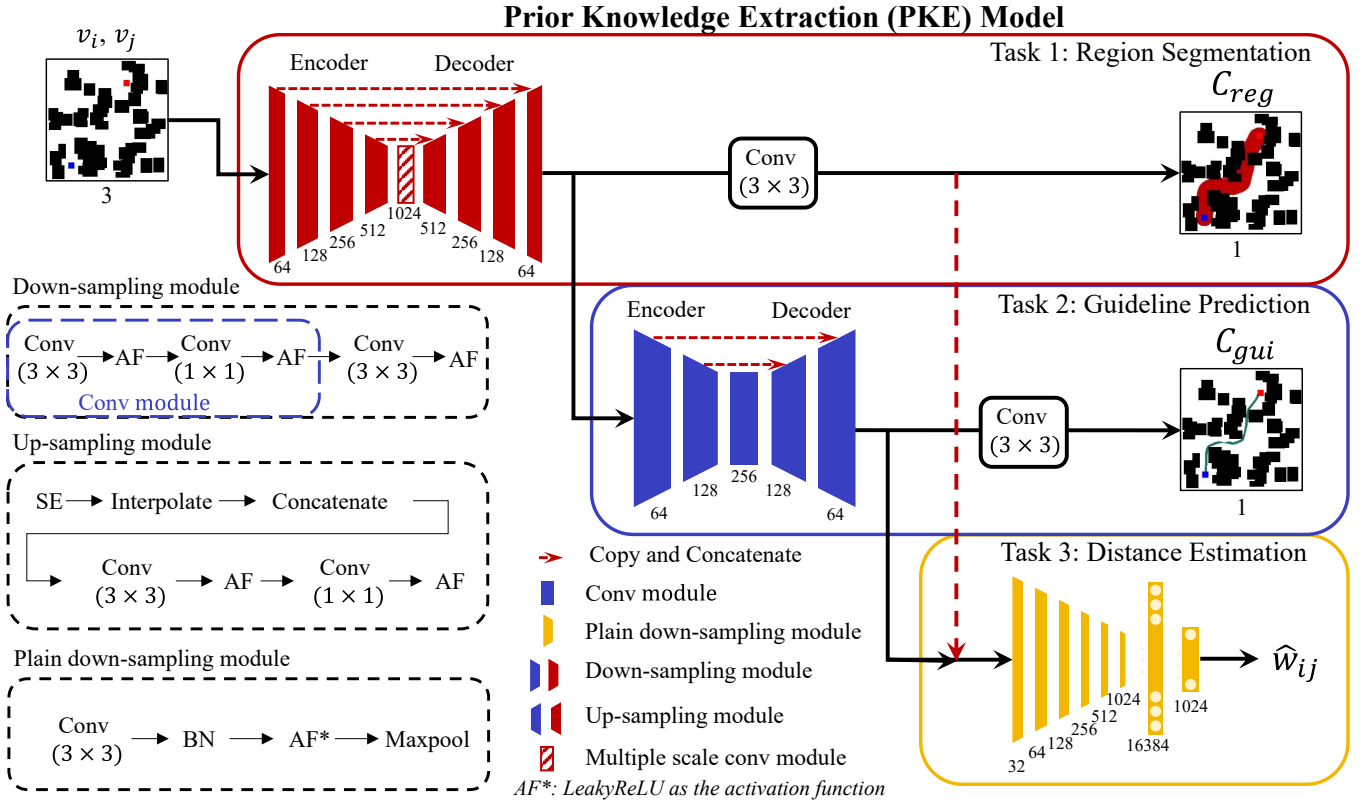 Prior Knowledge Extraction (PKE) Model
v_i, v_j
3
Task 1: Region Segmentation
Encoder
Decoder
64
128
256
512
1024
512
256
128
64
Conv
(3 × 3)
C_reg
1
Down-sampling module
Conv
(3 × 3)
AF
Conv
(1 × 1)
AF
Conv
(3 × 3)
AF
Conv module
Task 2: Guideline Prediction
Encoder
Decoder
64
128
256
128
64
Conv
(3 × 3)
C_gui
1
Up-sampling module
SE
Interpolate
Concatenate
Conv
(3 × 3)
AF
Conv
(1 × 1)
AF
Plain down-sampling module
Conv
(3 × 3)
BN
AF*
Maxpool
Copy and Concatenate
Conv module
Plain down-sampling module
Down-sampling module
Up-sampling module
Multiple scale conv module
AF*: LeakyReLU as the activation function
Task 3: Distance Estimation
32
64
128
256
512
1024
16384
1024
ŵ_ij